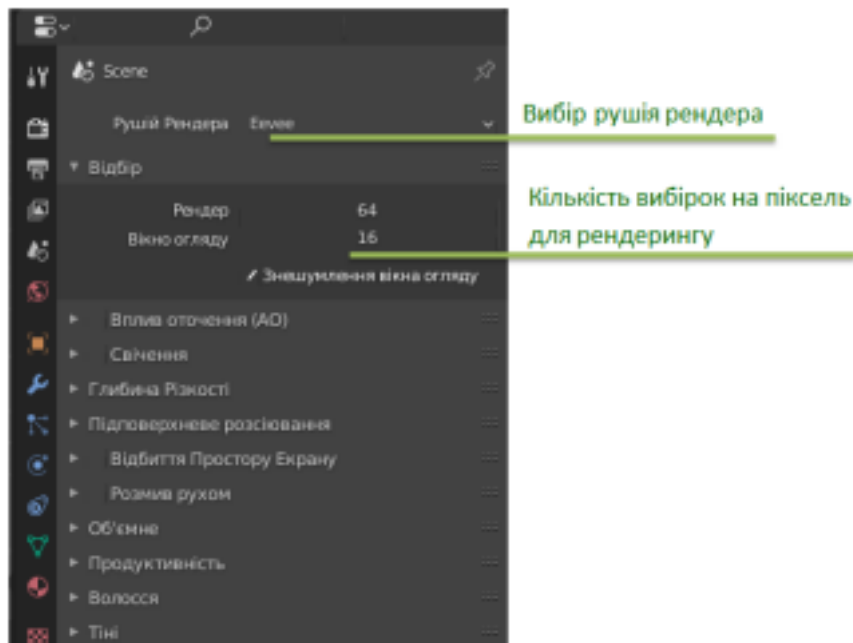 Scene
Рушій Рендера Eevee
Вибір рушія рендера
Відбір
Рендер 64
Вікно огляду 16
Кількість вибірок на піксель
для рендерингу
Знешумлення вікна огляду
Вплив оточення (AO)
Свічення
Глибина Різкості
Підповерхневе розсіювання
Відбиття Простору Екрану
Розмив рухом
Об'ємне
Продуктивність
Волосся
Тіні